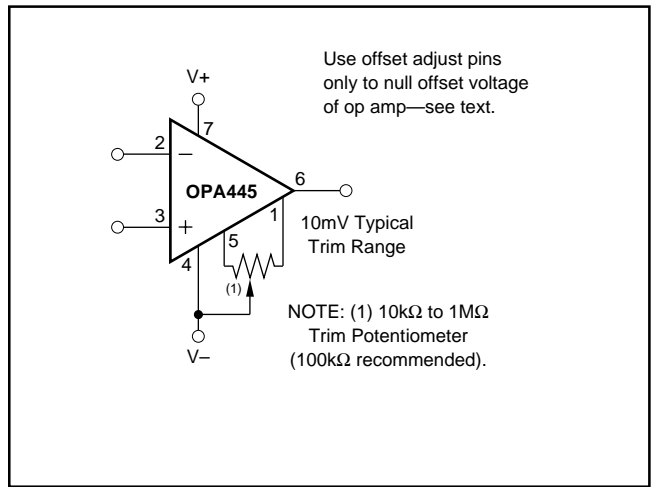 Use offset adjust pins
only to null offset voltage
of op amp—see text.
V+
7
2
–
6
OPA445
3
+
1
5
4
10mV Typical
Trim Range
(1)
NOTE: (1) 10kΩ to 1MΩ
Trim Potentiometer
(100kΩ recommended).
V–